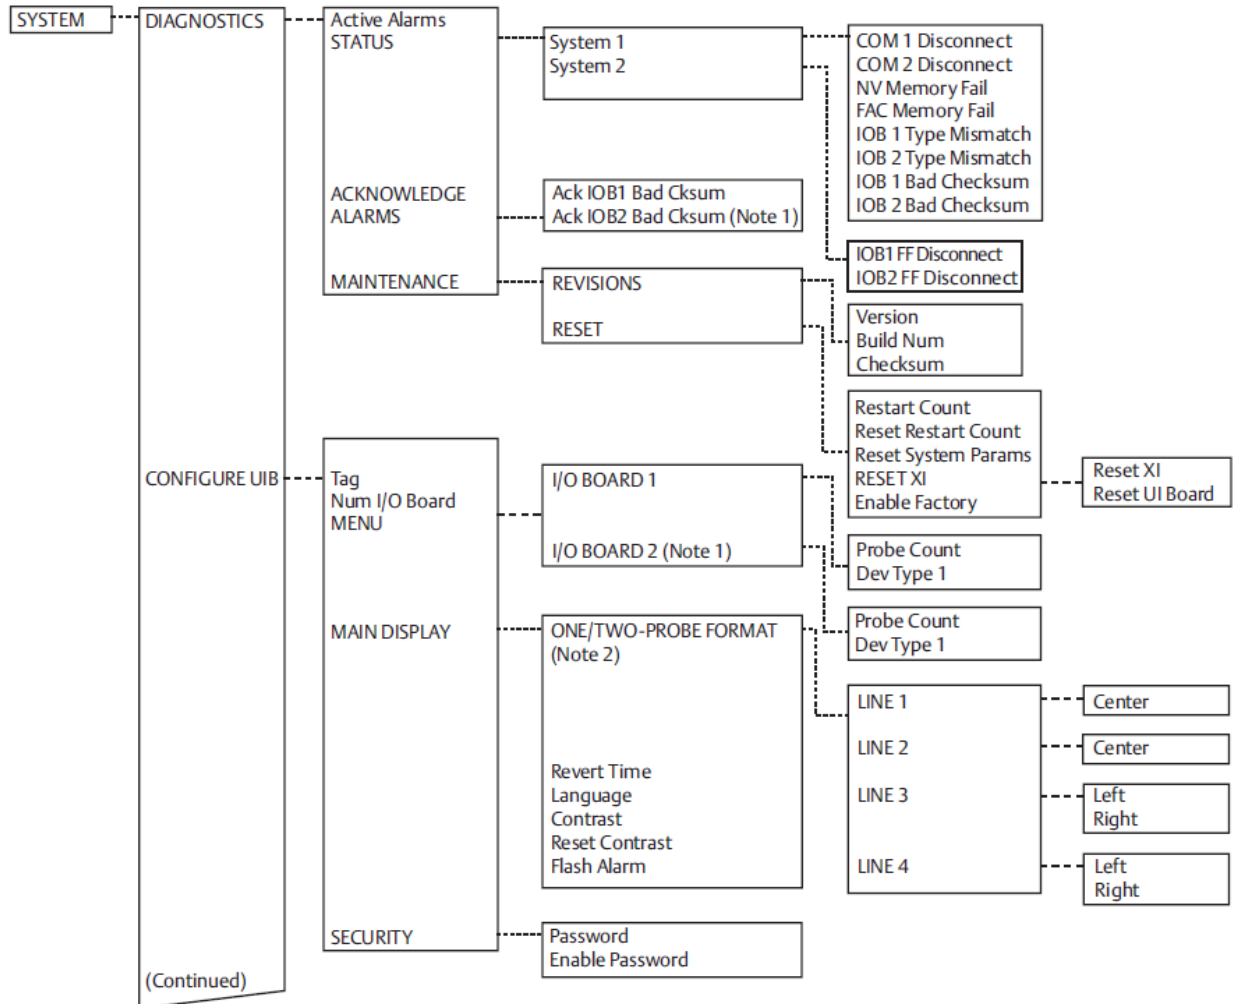 SYSTEM
DIAGNOSTICS
Active Alarms
STATUS
System 1
System 2
COM 1 Disconnect
COM 2 Disconnect
NV Memory Fail
FAC Memory Fail
IOB 1 Type Mismatch
IOB 2 Type Mismatch
IOB 1 Bad Checksum
IOB 2 Bad Checksum
IOB1 FF Disconnect
IOB2 FF Disconnect
ACKNOWLEDGE
ALARMS
Ack IOB1 Bad Cksum
Ack IOB2 Bad Cksum (Note 1)
MAINTENANCE
REVISIONS
RESET
Version
Build Num
Checksum
Restart Count
Reset Restart Count
Reset System Params
RESET XI
Enable Factory
Reset XI
Reset UI Board
CONFIGURE UIB
Tag
Num I/O Board
MENU
I/O BOARD 1
I/O BOARD 2 (Note 1)
Probe Count
Dev Type 1
Probe Count
Dev Type 1
MAIN DISPLAY
ONE/TWO-PROBE FORMAT
(Note 2)
Revert Time
Language
Contrast
Reset Contrast
Flash Alarm
LINE 1
Center
LINE 2
Center
LINE 3
Left
Right
LINE 4
Left
Right
SECURITY
Password
Enable Password
(Continued)